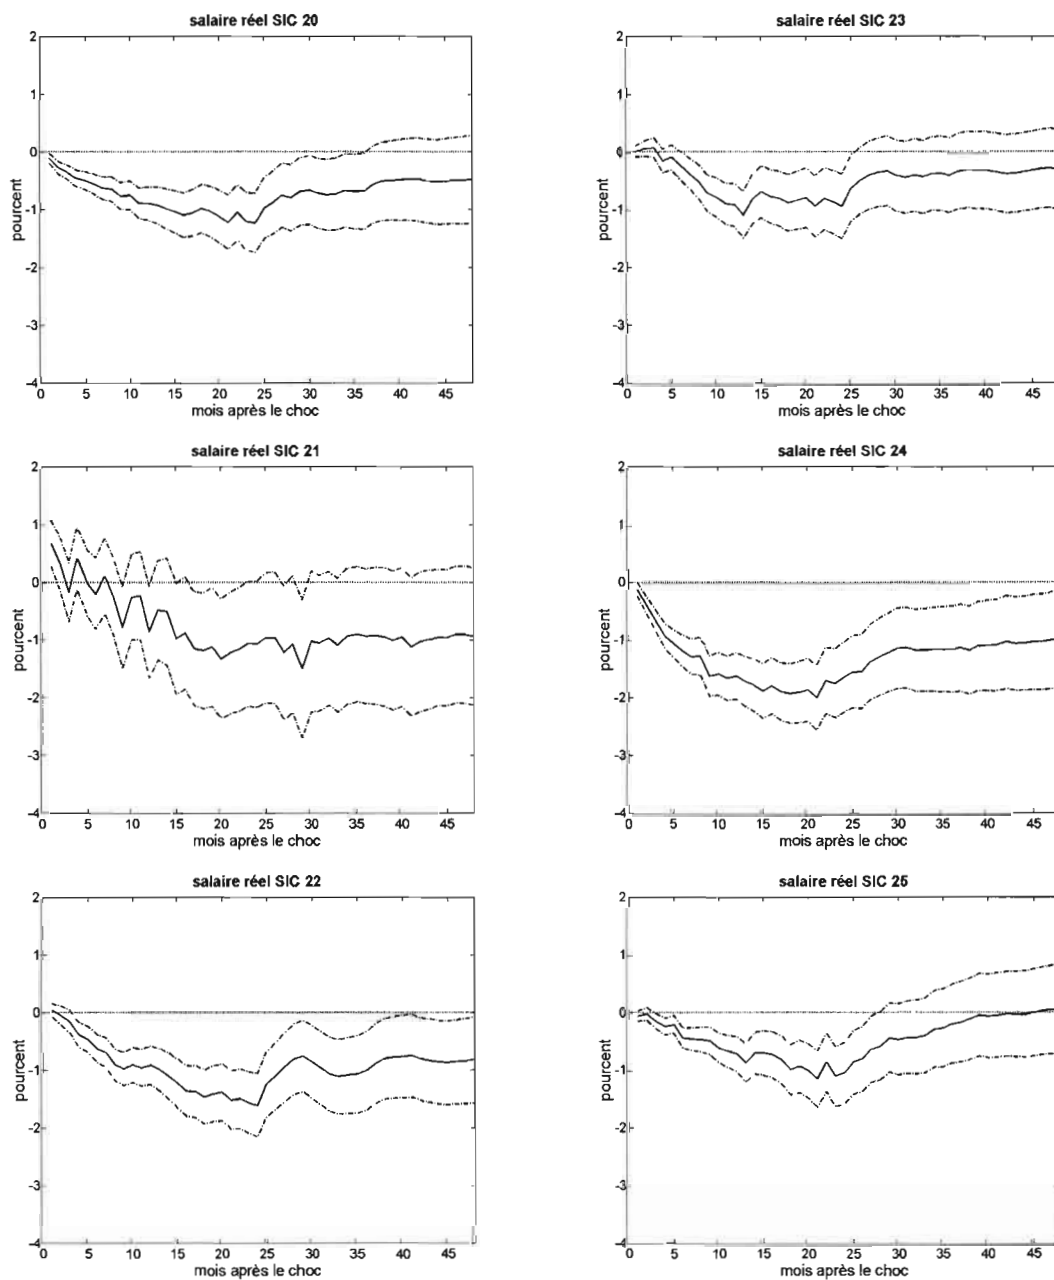 salaire réel SIC 20
2
1
0
-1
-2
-3
-4
pourcent
0 5 10 15 20 25 30 35 40 45
mois après le choc
salaire réel SIC 23
2
1
0
-1
-2
-3
-4
pourcent
0 5 10 15 20 25 30 35 40 45
mois après le choc
salaire réel SIC 21
2
1
0
-1
-2
-3
-4
pourcent
0 5 10 15 20 25 30 35 40 45
mois après le choc
salaire réel SIC 24
2
1
0
-1
-2
-3
-4
pourcent
0 5 10 15 20 25 30 35 40 45
mois après le choc
salaire réel SIC 22
2
1
0
-1
-2
-3
-4
pourcent
0 5 10 15 20 25 30 35 40 45
mois après le choc
salaire réel SIC 25
2
1
0
-1
-2
-3
-4
pourcent
0 5 10 15 20 25 30 35 40 45
mois après le choc